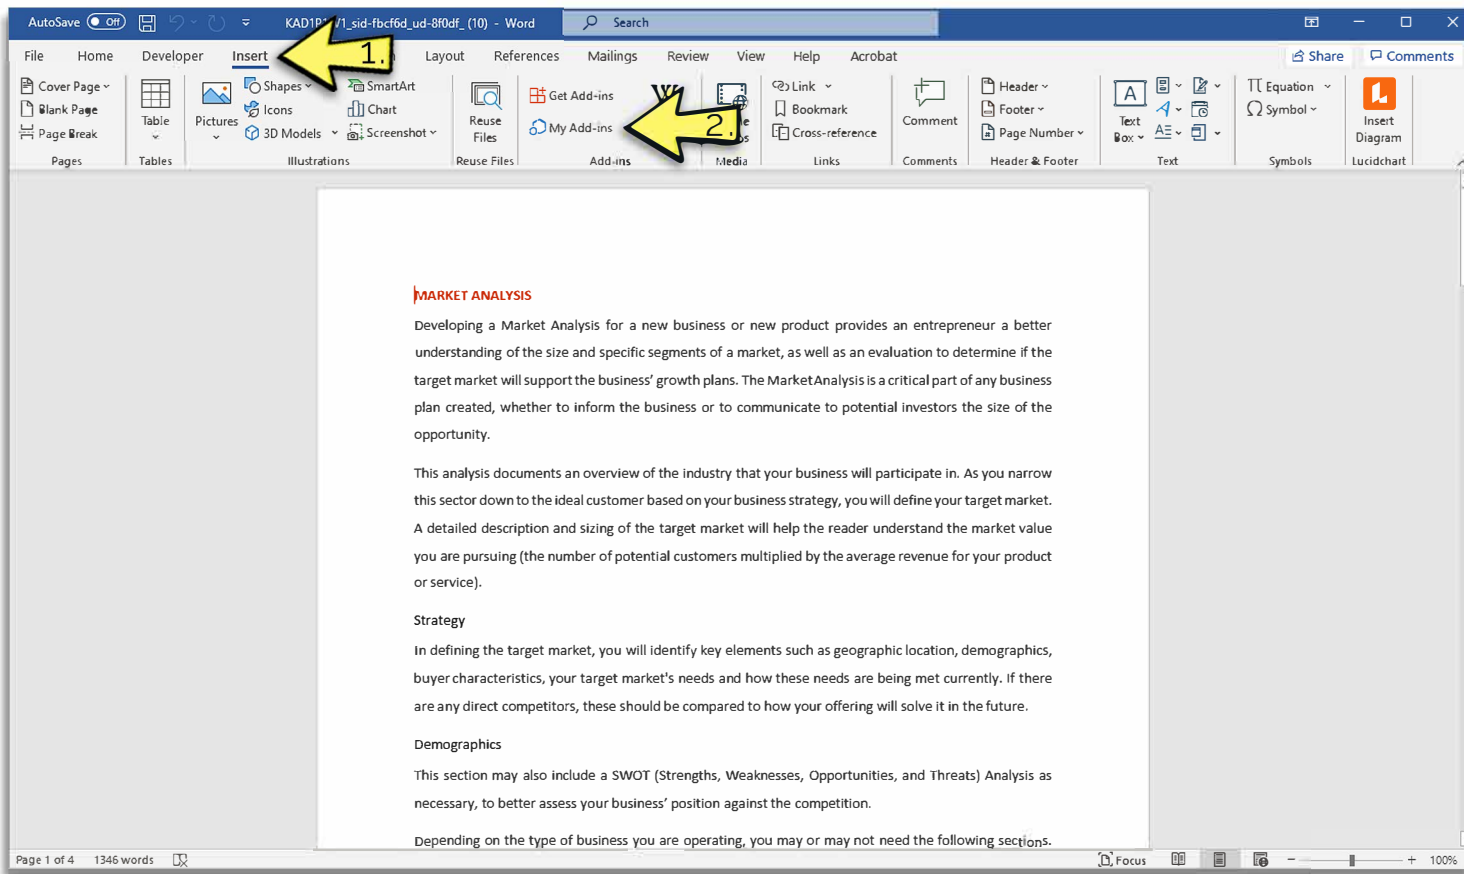 AutoSave Off KAD1P1 V1_sid-fbcf6d_ud-8f0df_ (10) - Word Search
File Home Developer Insert 1. Layout References Mailings Review View Help Acrobat Share Comments
Cover Page
Blank Page
Page Break
Pages
Table
Tables
Pictures
Shapes
Icons
3D Models
SmartArt
Chart
Screenshot
Illustrations
Reuse
Files
Reuse Files
Get Add-ins
My Add-ins
W
2.
Add-ins
Media
Link
Bookmark
Cross-reference
Links
Comment
Comments
Header
Footer
Page Number
Header & Footer
A
Text
Box
Text
Equation
Symbol
Symbols
Insert
Diagram
Lucidchart
MARKET ANALYSIS
Developing a Market Analysis for a new business or new product provides an entrepreneur a better
understanding of the size and specific segments of a market, as well as an evaluation to determine if the
target market will support the business' growth plans. The Market Analysis is a critical part of any business
plan created, whether to inform the business or to communicate to potential investors the size of the
opportunity.
This analysis documents an overview of the industry that your business will participate in. As you narrow
this sector down to the ideal customer based on your business strategy, you will define your target market.
A detailed description and sizing of the target market will help the reader understand the market value
you are pursuing (the number of potential customers multiplied by the average revenue for your product
or service).
Strategy
In defining the target market, you will identify key elements such as geographic location, demographics,
buyer characteristics, your target market's needs and how these needs are being met currently. If there
are any direct competitors, these should be compared to how your offering will solve it in the future.
Demographics
This section may also include a SWOT (Strengths, Weaknesses, Opportunities, and Threats) Analysis as
necessary, to better assess your business' position against the competition.
Depending on the type of business you are operating, you may or may not need the following sections.
Page 1 of 4 1346 words Focus 100%